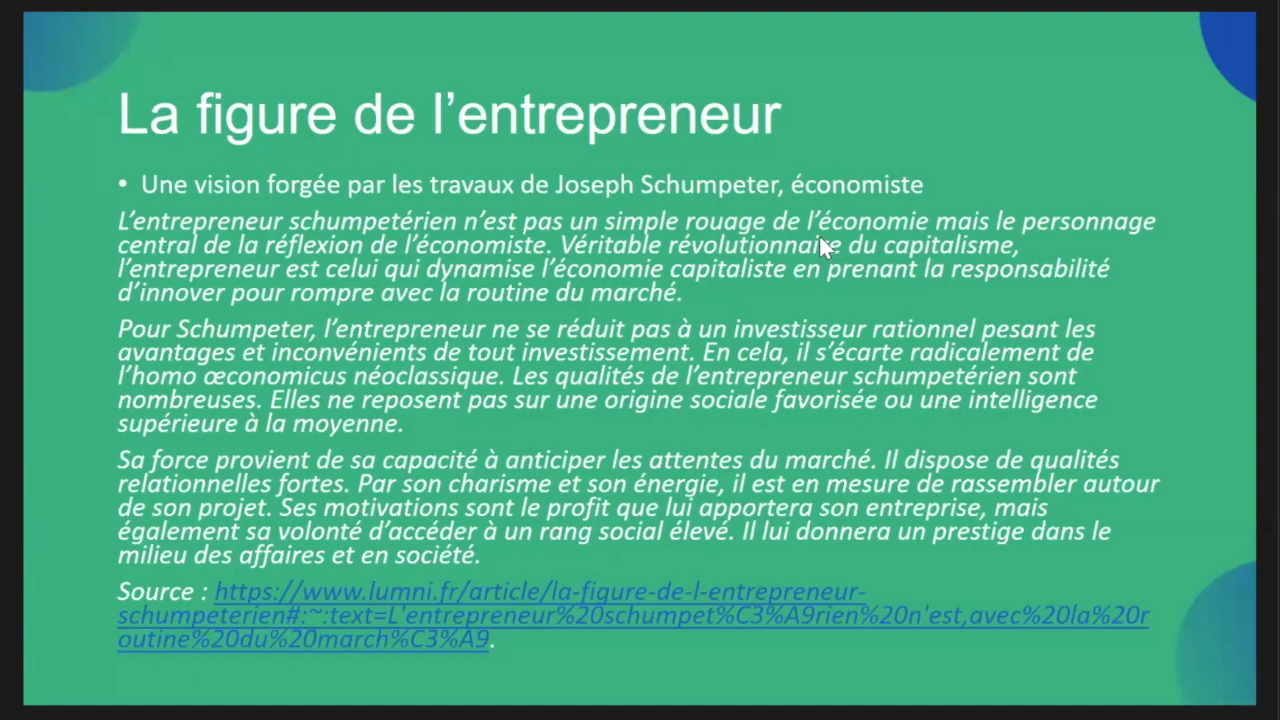 La figure de l’entrepreneur
• Une vision forgée par les travaux de Joseph Schumpeter, économiste
L’entrepreneur schumpetérien n’est pas un simple rouage de l’économie mais le personnage
central de la réflexion de l’économiste. Véritable révolutionnaire du capitalisme,
l’entrepreneur est celui qui dynamise l’économie capitaliste en prenant la responsabilité
d’innover pour rompre avec la routine du marché.
Pour Schumpeter, l’entrepreneur ne se réduit pas à un investisseur rationnel pesant les
avantages et inconvénients de tout investissement. En cela, il s’écarte radicalement de
l’homo œconomicus néoclassique. Les qualités de l’entrepreneur schumpetérien sont
nombreuses. Elles ne reposent pas sur une origine sociale favorisée ou une intelligence
supérieure à la moyenne.
Sa force provient de sa capacité à anticiper les attentes du marché. Il dispose de qualités
relationnelles fortes. Par son charisme et son énergie, il est en mesure de rassembler autour
de son projet. Ses motivations sont le profit que lui apportera son entreprise, mais
également sa volonté d’accéder à un rang social élevé. Il lui donnera un prestige dans le
milieu des affaires et en société.
Source : https://www.lumni.fr/article/la-figure-de-l-entrepreneur-
schumpeterien#:~:text=L'entrepreneur%20schumpet%C3%A9rien%20n'est,avec%20la%20r
outine%20du%20march%C3%A9.